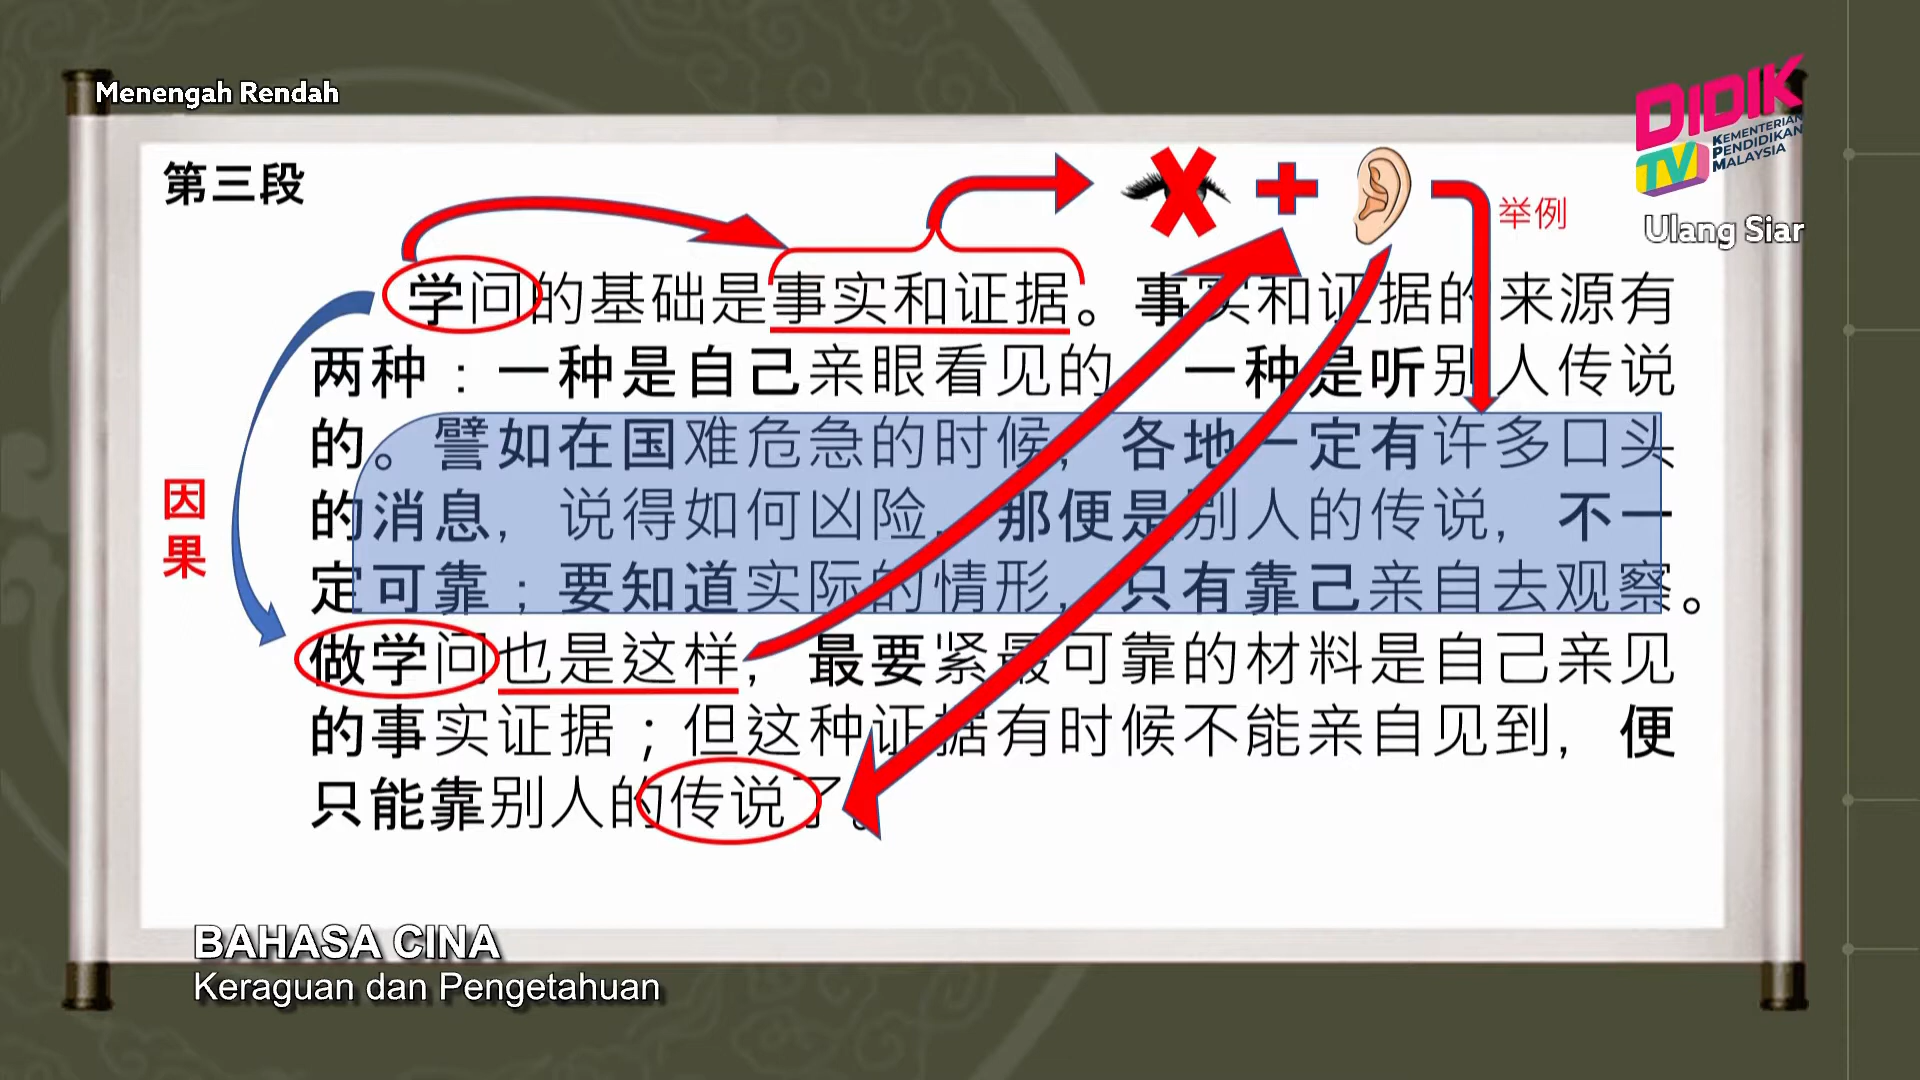 Menengah Rendah
DIDIK
TV
KEMENTERIAN
PENDIDIKAN
MALAYSIA
Ulang Siar
第三段
举例
学问的基础是事实和证据。事实和证据的来源有
两种：一种是自己亲眼看见的 一种是听别人传说
的。譬如在国难危急的时候，各地一定有许多口头
的消息，说得如何凶险，那便是别人的传说，不一
定可靠；要知道实际的情形，只有靠己亲自去观察。
做学问也是这样，最要紧最可靠的材料是自己亲见
的事实证据；但这种证据有时候不能亲自见到，便
只能靠别人的传说了。
因
果
BAHASA CINA
Keraguan dan Pengetahuan